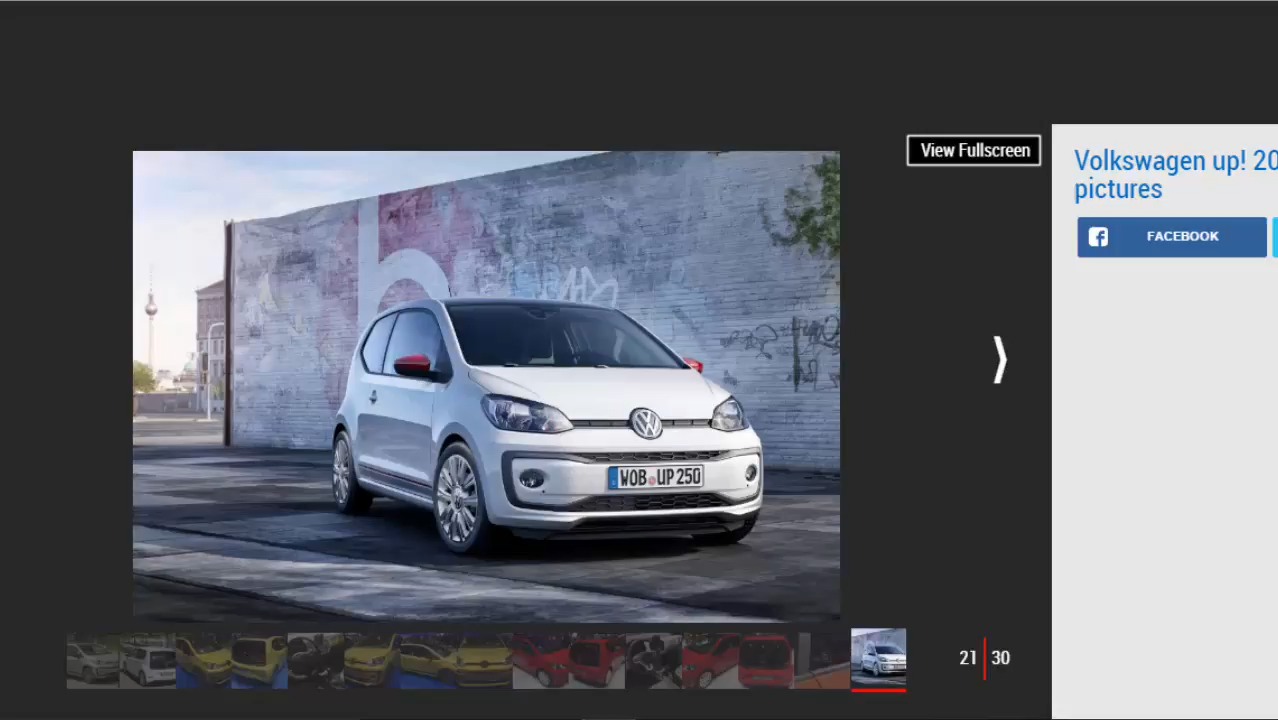 View Fullscreen
Volkswagen up! 20
pictures
FACEBOOK
WOB UP 250
21 30